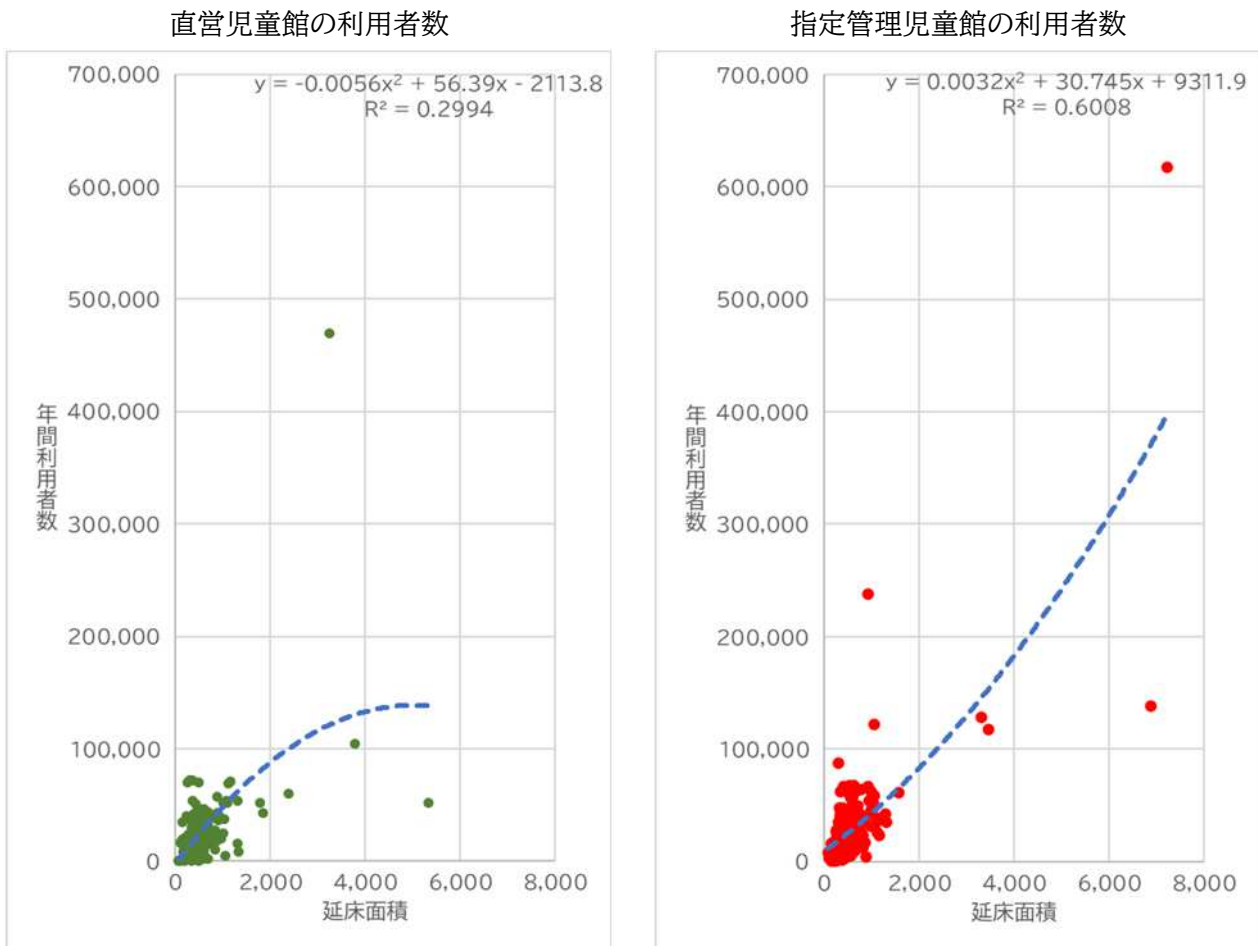 直営児童館の利用者数
y = -0.0056x² + 56.39x - 2113.8
R² = 0.2994
700,000
600,000
500,000
400,000
300,000
200,000
100,000
0
年間利用者数
0 2,000 4,000 6,000 8,000
延床面積
指定管理児童館の利用者数
y = 0.0032x² + 30.745x + 9311.9
R² = 0.6008
700,000
600,000
500,000
400,000
300,000
200,000
100,000
0
年間利用者数
0 2,000 4,000 6,000 8,000
延床面積